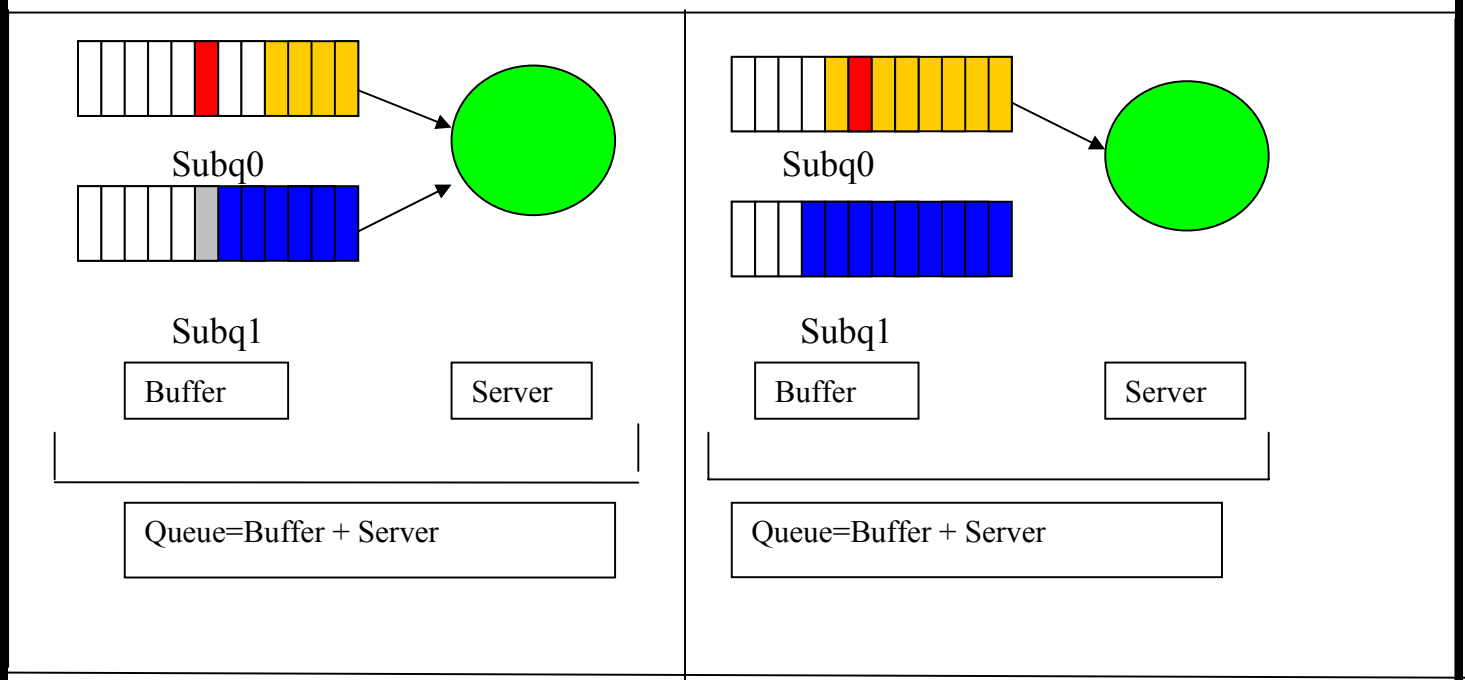 Subq0
Subq1
Buffer
Server
Queue=Buffer + Server
Subq0
Subq1
Buffer
Server
Queue=Buffer + Server